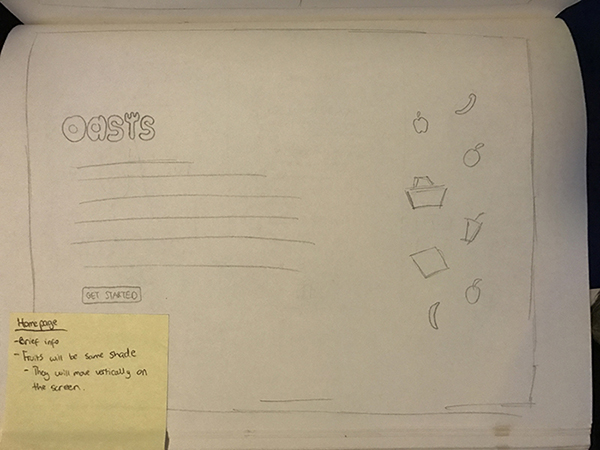 Oasis
GET STARTED
Homepage
-Brief info
- Fruits will be same shade
- They will move vertically on
the screen.